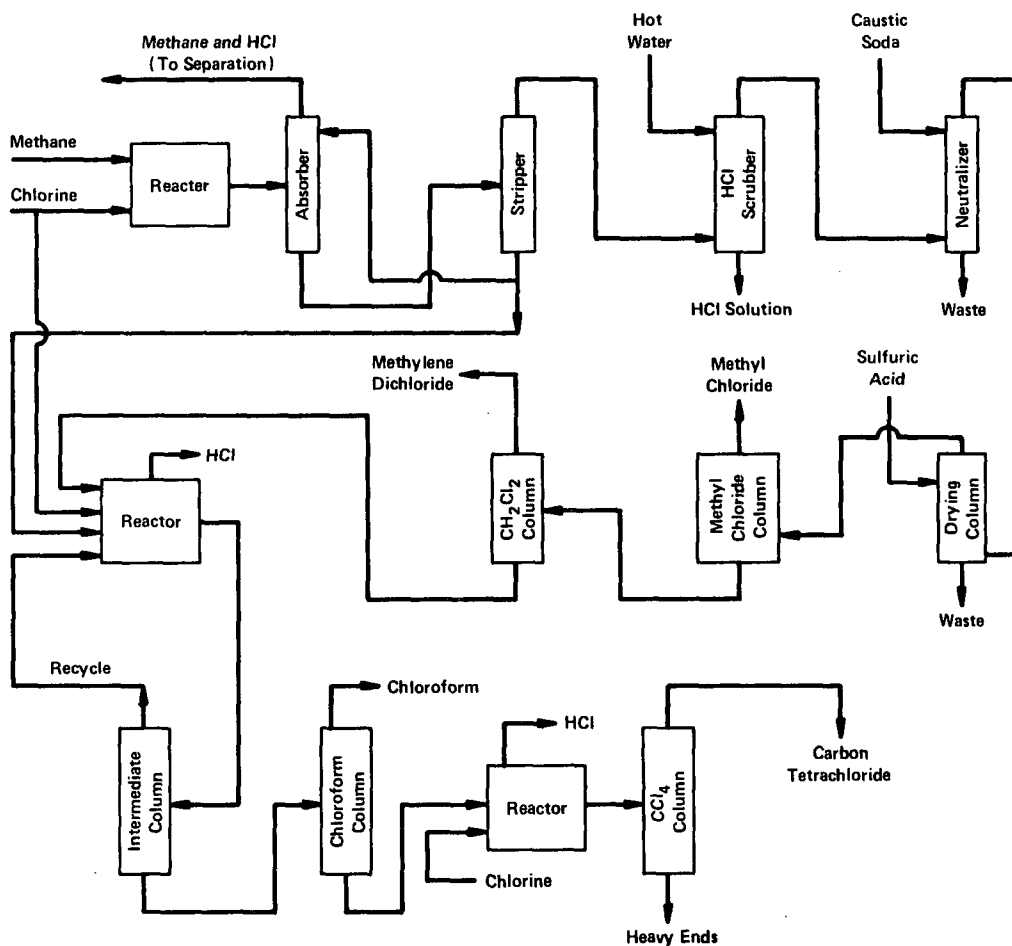 Hot
Water
Caustic
Soda
Methane and HCl
(To Separation)
Methane
Chlorine
Reacter
Absorber
Stripper
HCl
Scrubber
Neutralizer
HCl Solution
Waste
Methylene
Dichloride
Methyl
Chloride
Sulfuric
Acid
HCl
Reactor
CH2Cl2
Column
Methyl
Chloride
Column
Drying
Column
Waste
Recycle
Chloroform
HCl
Intermediate
Column
Chloroform
Column
Reactor
CCl4
Column
Carbon
Tetrachloride
Chlorine
Heavy Ends